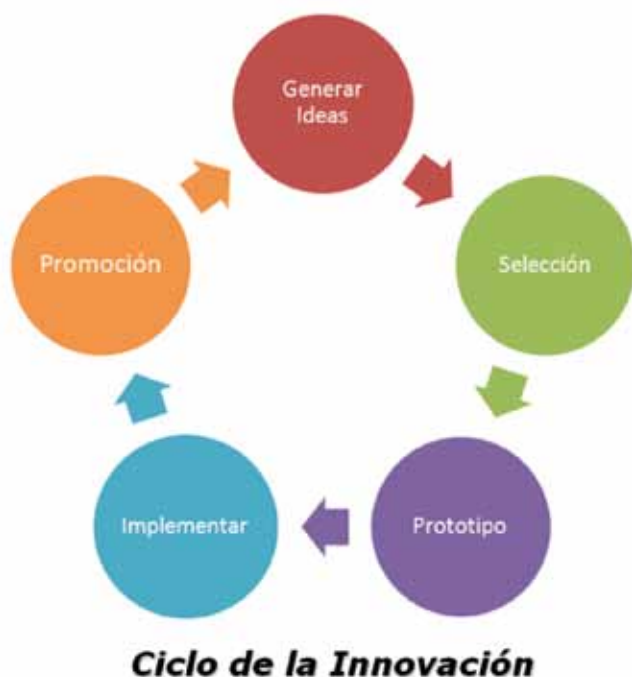 Generar
Ideas
Selección
Prototipo
Implementar
Promoción
Ciclo de la Innovación